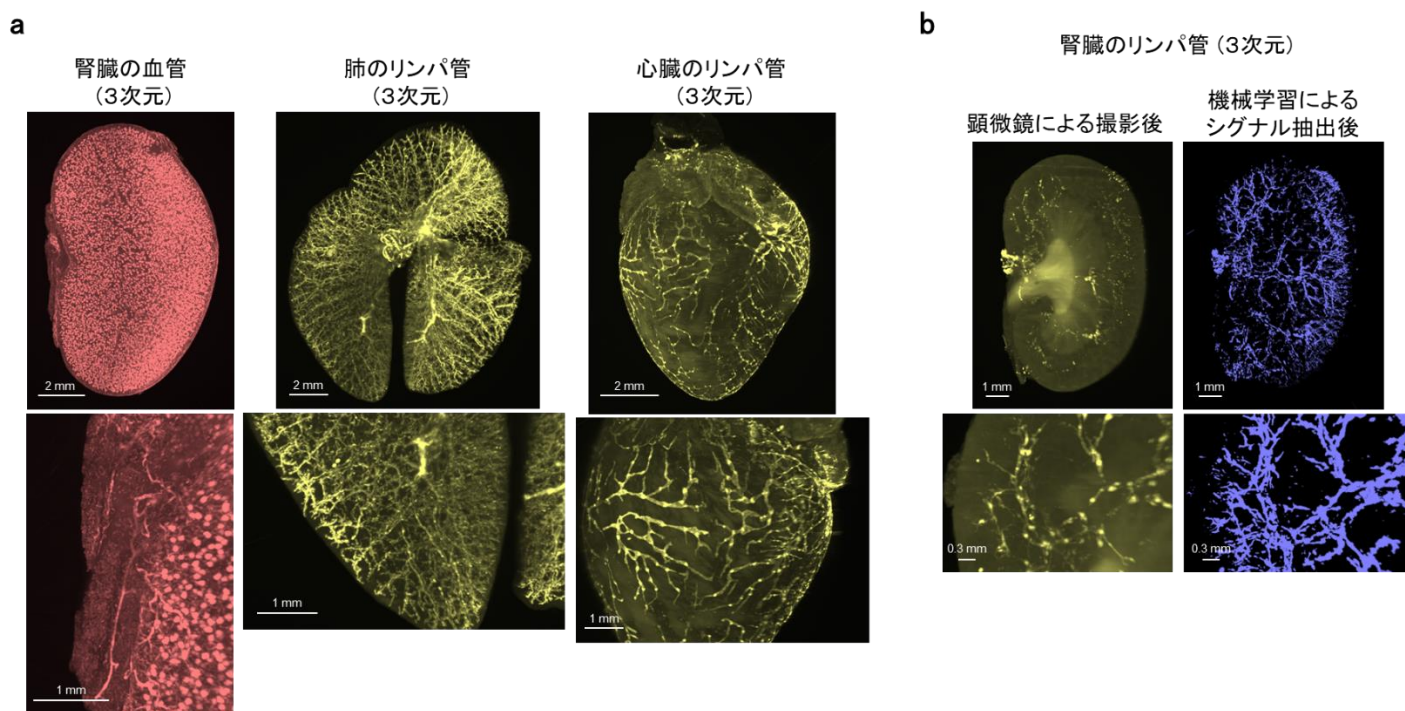 a
腎臓の血管
(３次元)
肺のリンパ管
(３次元)
心臓のリンパ管
(３次元)
2 mm
2 mm
2 mm
1 mm
1 mm
1 mm
b
腎臓のリンパ管 (３次元)
顕微鏡による撮影後
機械学習による
シグナル抽出後
1 mm
1 mm
0.3 mm
0.3 mm